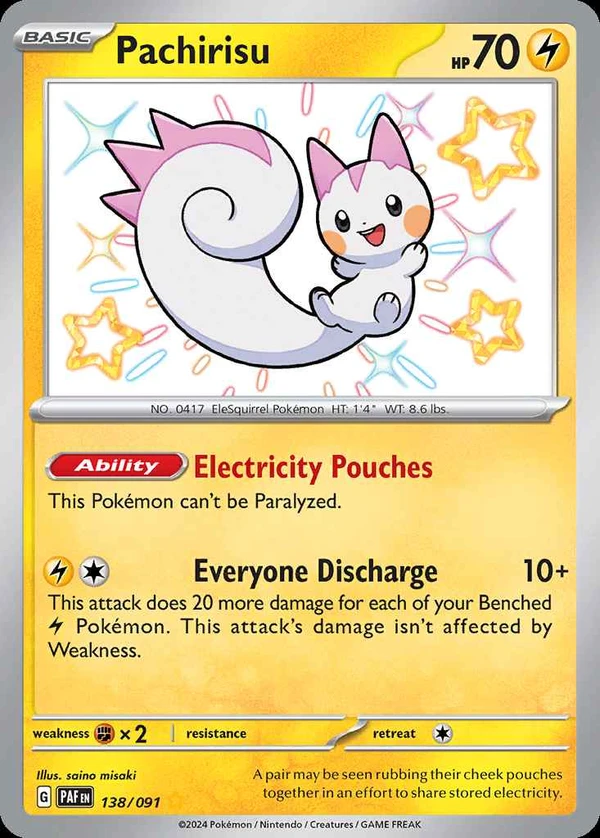 BASIC
Pachirisu
HP 70
NO. 0417 EleSquirrel Pokémon HT: 1'4" WT: 8.6 lbs.
Ability Electricity Pouches
This Pokémon can't be Paralyzed.
Everyone Discharge 10+
This attack does 20 more damage for each of your Benched
Pokémon. This attack's damage isn't affected by
Weakness.
weakness ×2 resistance retreat
Illus. saino misaki
A pair may be seen rubbing their cheek pouches
together in an effort to share stored electricity.
G PAF EN 138/091
©2024 Pokémon / Nintendo / Creatures / GAME FREAK